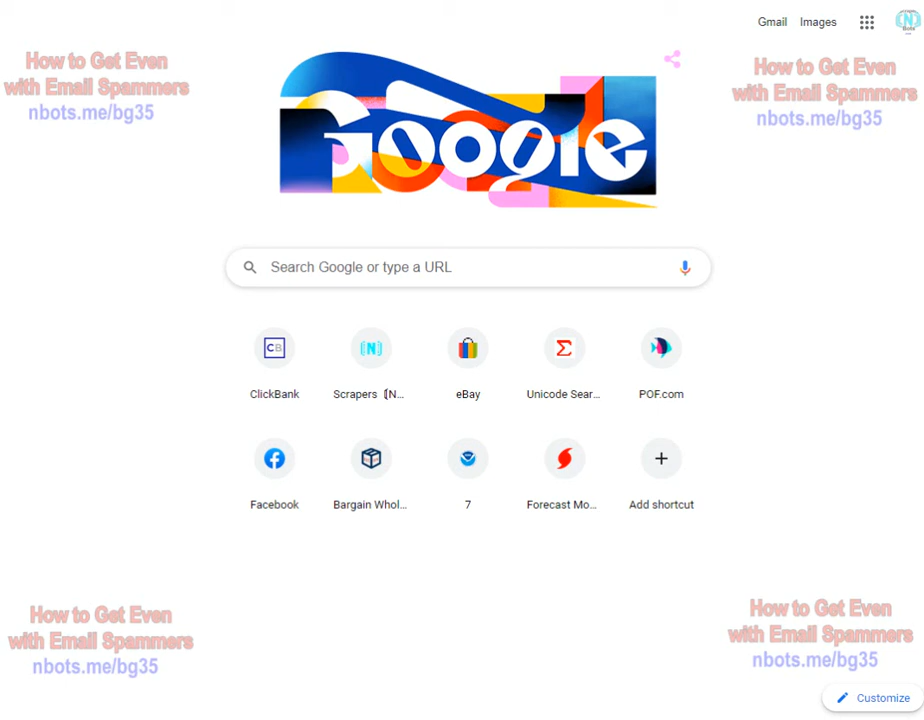 Gmail Images
[N]
Bots
How to Get Even
with Email Spammers
nbots.me/bg35
How to Get Even
with Email Spammers
nbots.me/bg35
Google
Search Google or type a URL
CB
[N]
Σ
ClickBank
Scrapers 〖N...
eBay
Unicode Sear...
POF.com
Facebook
Bargain Whol...
7
Forecast Mo...
Add shortcut
How to Get Even
with Email Spammers
nbots.me/bg35
How to Get Even
with Email Spammers
nbots.me/bg35
Customize